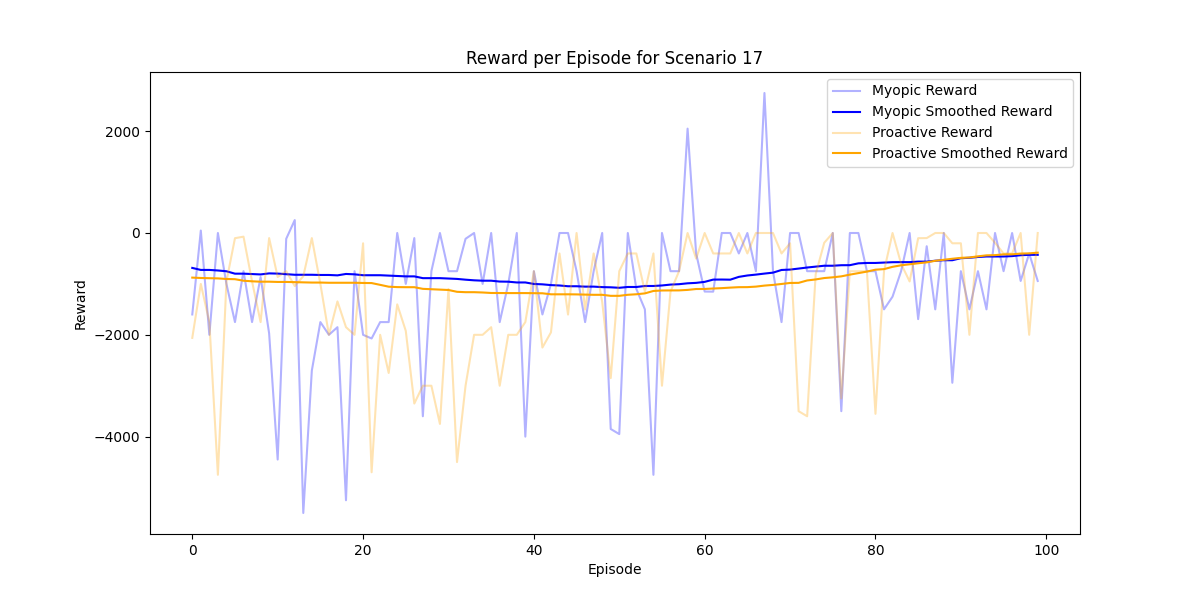 Reward per Episode for Scenario 17
Myopic Reward
Myopic Smoothed Reward
Proactive Reward
Proactive Smoothed Reward
Reward
2000
0
−2000
−4000
0 20 40 60 80 100
Episode